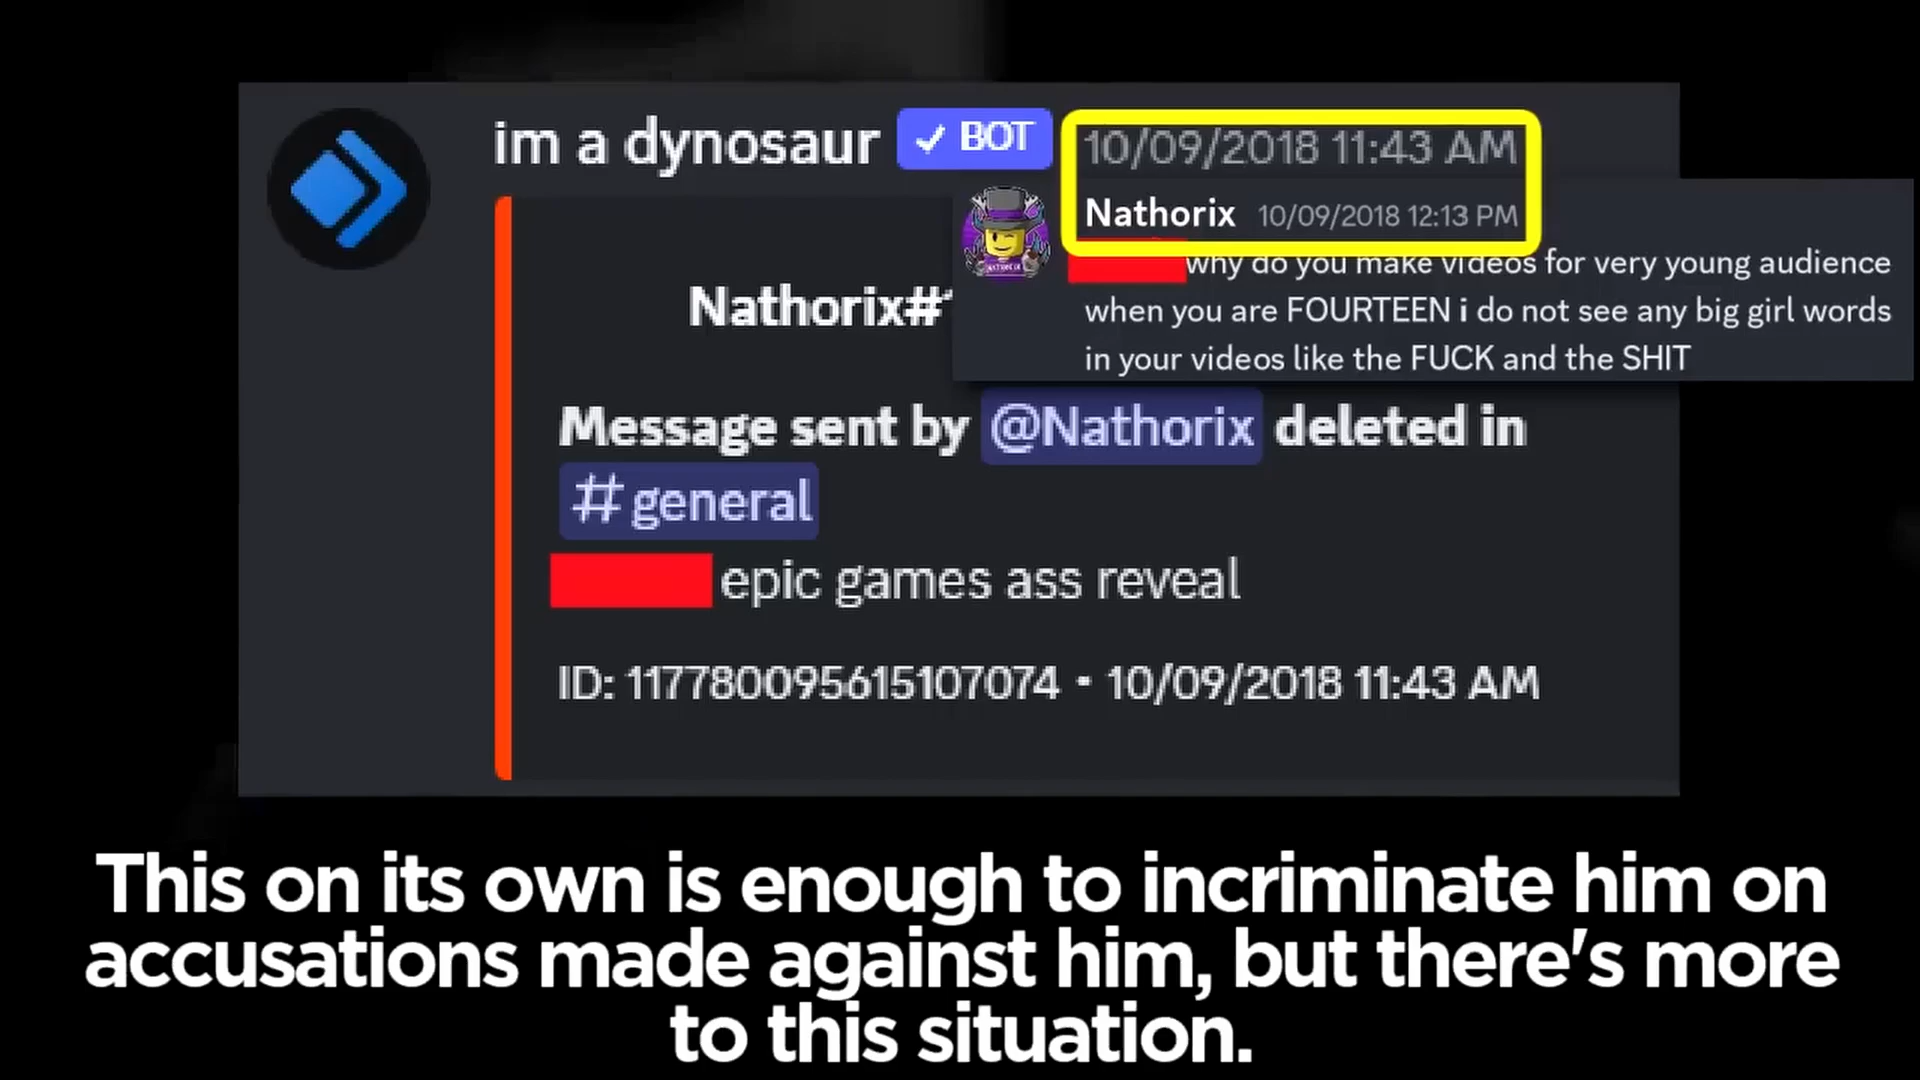 im a dynosaur ✓ BOT 10/09/2018 11:43 AM
Nathorix 10/09/2018 12:13 PM
why do you make videos for very young audience
when you are FOURTEEN i do not see any big girl words
in your videos like the FUCK and the SHIT
Nathorix#
Message sent by @Nathorix deleted in
#general
epic games ass reveal
ID: 117780095615107074 • 10/09/2018 11:43 AM
This on its own is enough to incriminate him on
accusations made against him, but there's more
to this situation.